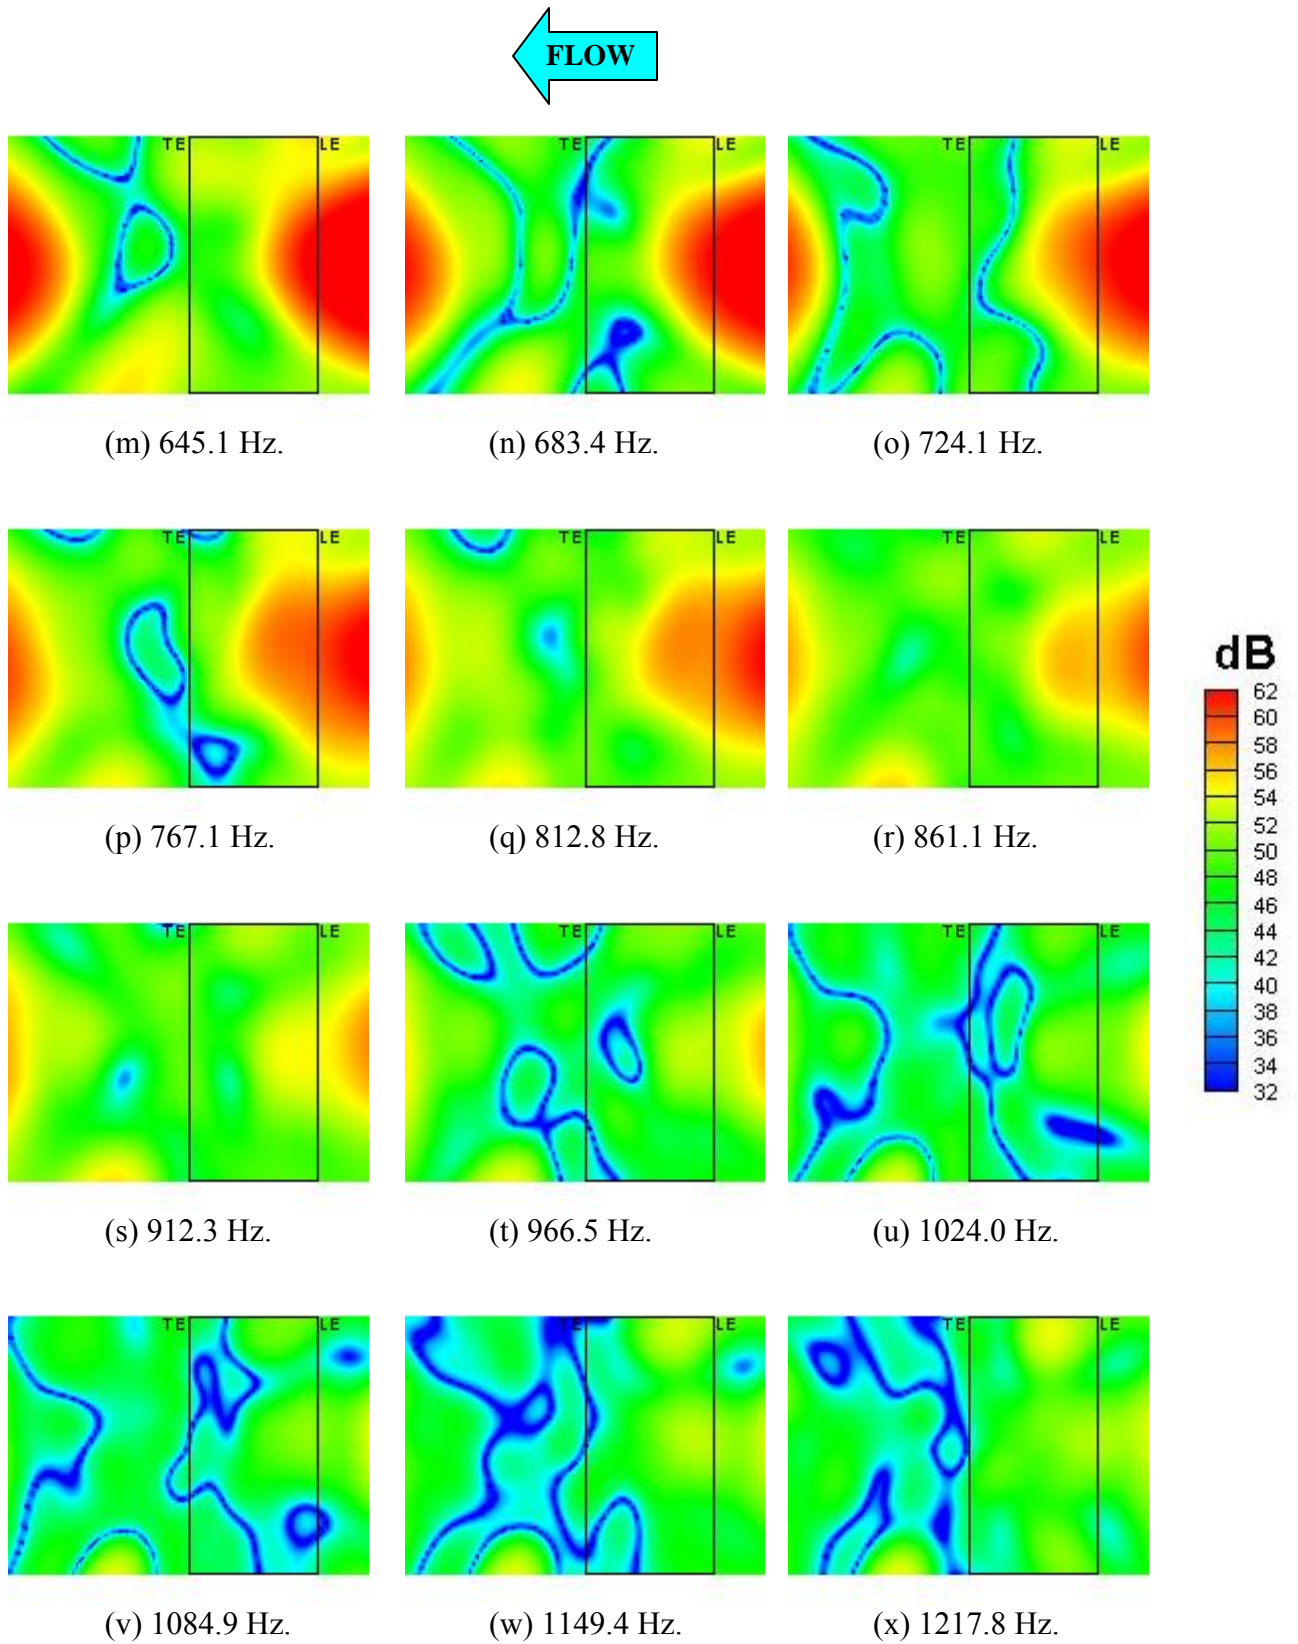 FLOW
TE LE TE LE TE LE
(m) 645.1 Hz. (n) 683.4 Hz. (o) 724.1 Hz.
TE LE TE LE TE LE
(p) 767.1 Hz. (q) 812.8 Hz. (r) 861.1 Hz.
dB
62
60
58
56
54
52
50
48
46
44
42
40
38
36
34
32
TE LE TE LE TE LE
(s) 912.3 Hz. (t) 966.5 Hz. (u) 1024.0 Hz.
TE LE TE LE TE LE
(v) 1084.9 Hz. (w) 1149.4 Hz. (x) 1217.8 Hz.